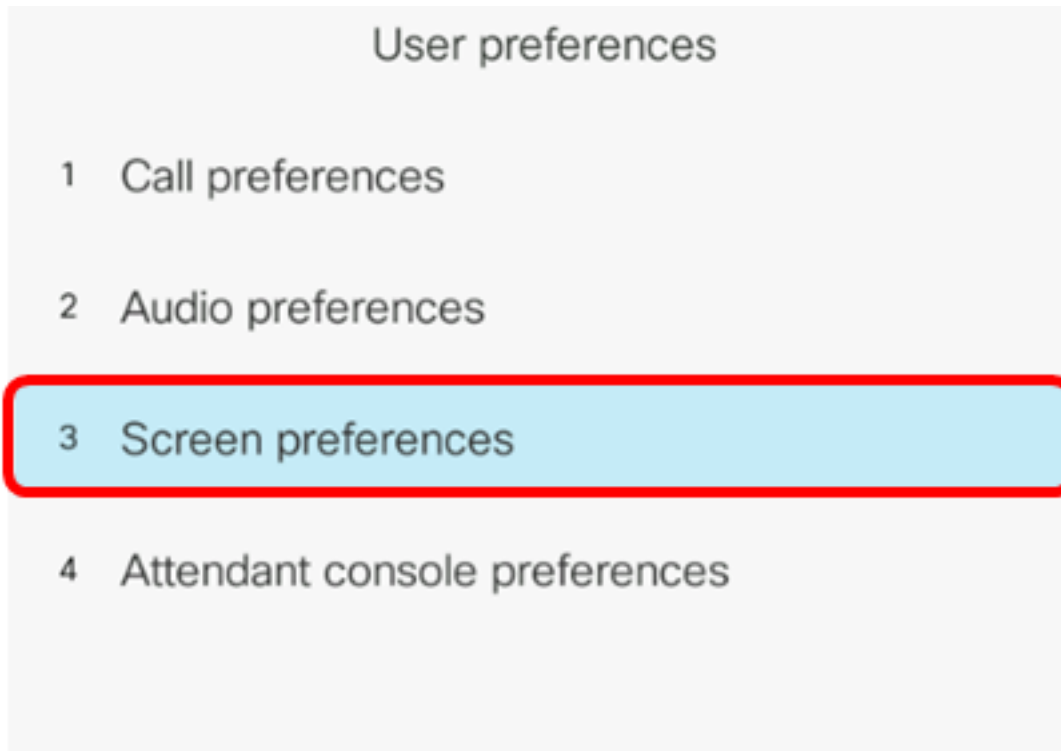 User preferences
1 Call preferences
2 Audio preferences
3 Screen preferences
4 Attendant console preferences